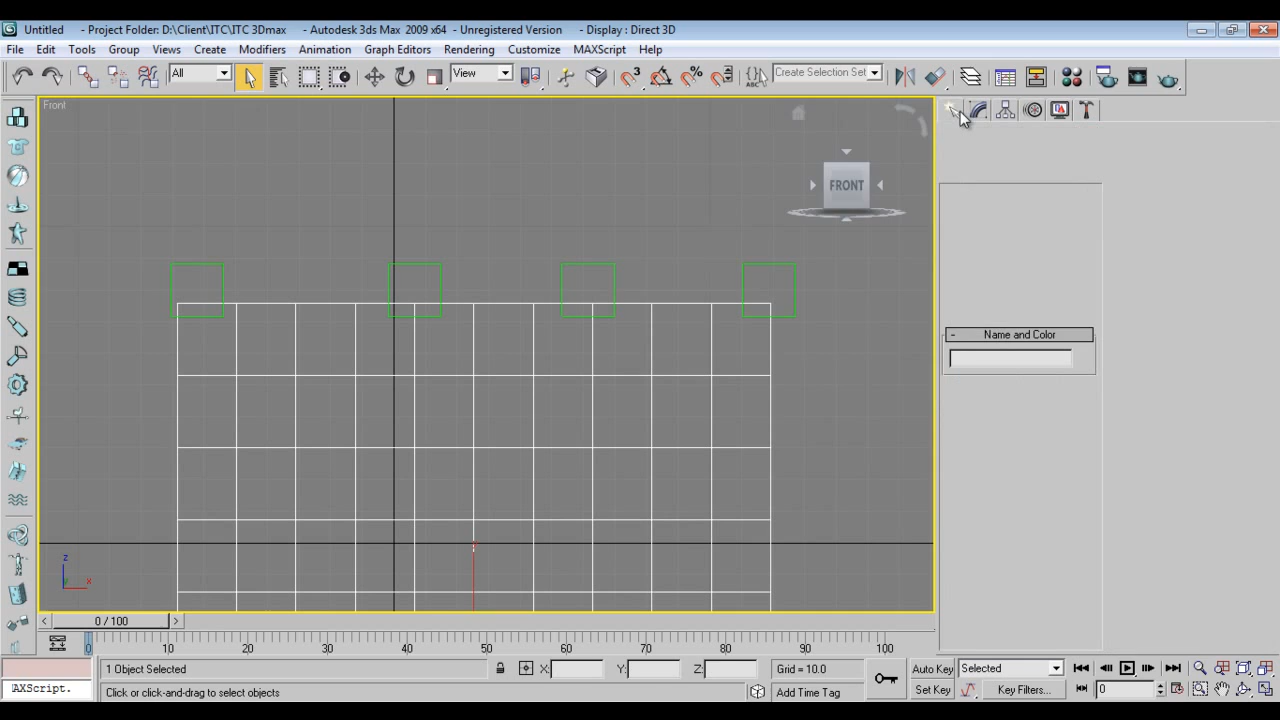 Untitled - Project Folder: D:\Client\ITC\ITC 3Dmax - Autodesk 3ds Max 2009 x64 - Unregistered Version - Display : Direct 3D
File Edit Tools Group Views Create Modifiers Animation Graph Editors Rendering Customize MAXScript Help
All View 3 % ABC Create Selection Set
Front
FRONT
- Name and Color
z
y x
< 0 / 100 >
0 10 20 30 40 50 60 70 80 90 100
1 Object Selected X: Y: Z: Grid = 10.0 Auto Key Selected
AXScript. Click or click-and-drag to select objects Add Time Tag Set Key Key Filters... 0